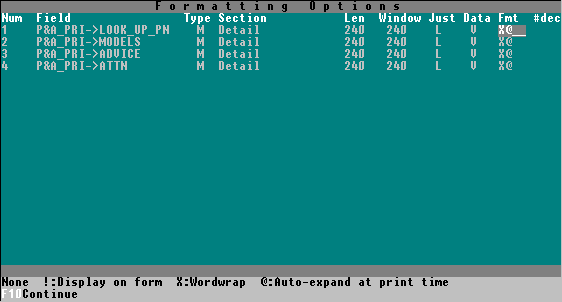 Formatting Options
Num Field Type Section Len Window Just Data Fmt #dec
1 P&A_PRI->LOOK_UP_PN M Detail 240 240 L V X@
2 P&A_PRI->MODELS M Detail 240 240 L V X@
3 P&A_PRI->ADVICE M Detail 240 240 L V X@
4 P&A_PRI->ATTN M Detail 240 240 L V X@
None !:Display on form X:Wordwrap @:Auto-expand at print time
F10Continue